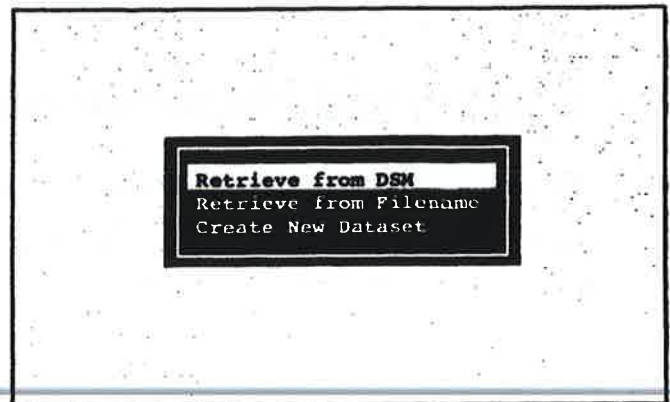 Retrieve from DSM
Retrieve from Filename
Create New Dataset